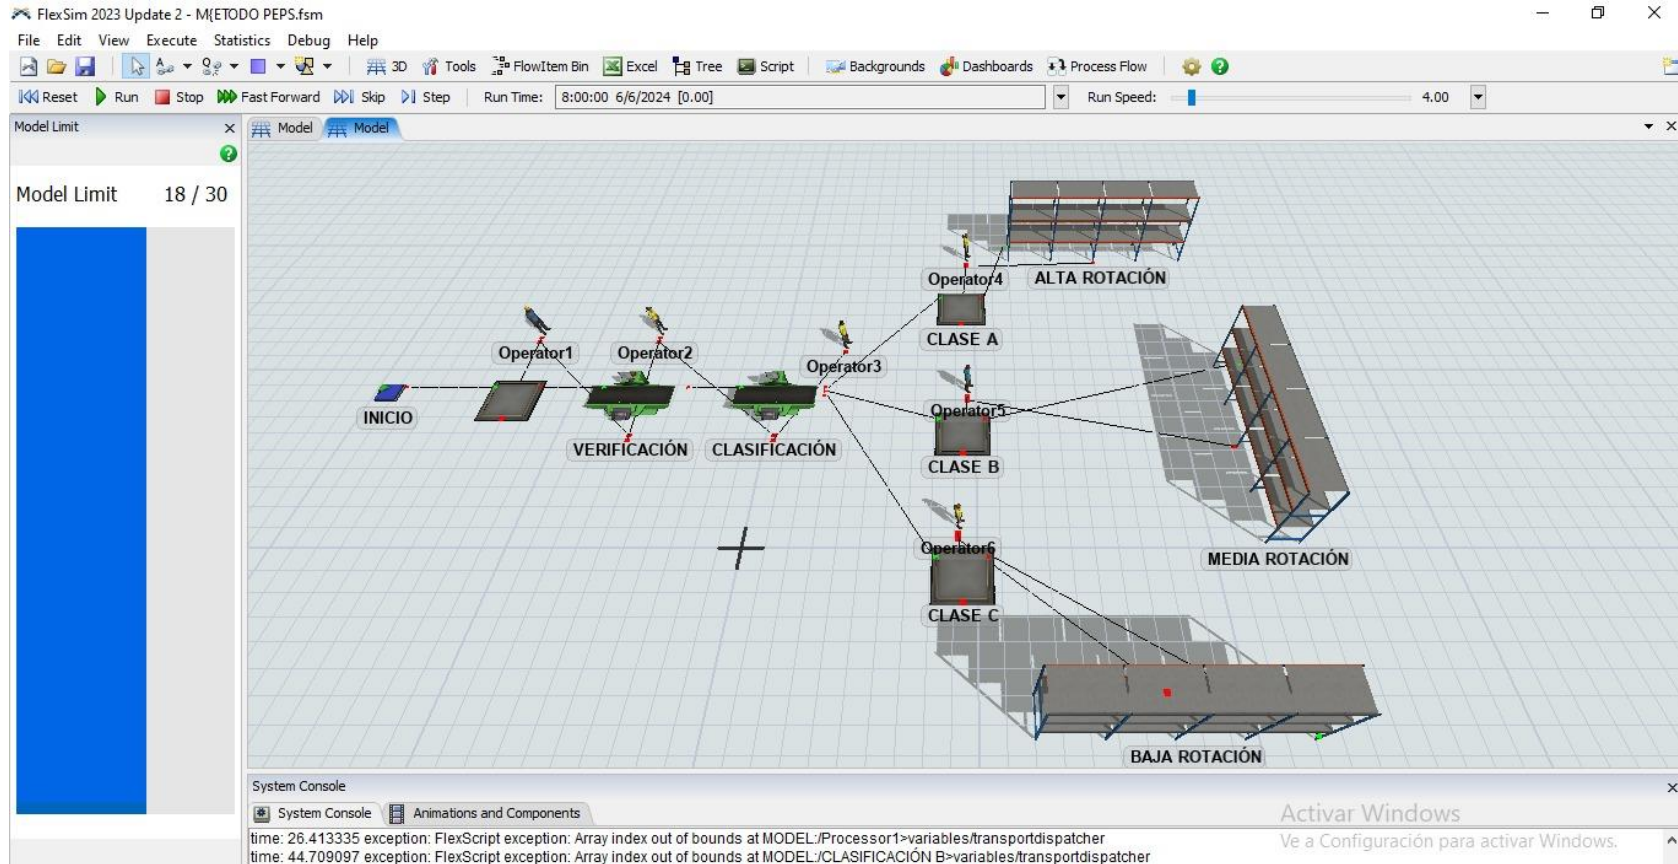 FlexSim 2023 Update 2 - M{ETODO PEPS.fsm
File Edit View Execute Statistics Debug Help
3D Tools FlowItem Bin Excel Tree Script Backgrounds Dashboards Process Flow
Reset Run Stop Fast Forward Skip Step Run Time: 8:00:00 6/6/2024 [0.00] Run Speed: 4.00
Model Limit Model Model
Model Limit 18 / 30
Operator4 ALTA ROTACIÓN
CLASE A
Operator1 Operator2 Operator3
INICIO
Operator5
VERIFICACIÓN CLASIFICACIÓN
CLASE B
Operator6
MEDIA ROTACIÓN
CLASE C
BAJA ROTACIÓN
System Console
System Console Animations and Components
Activar Windows
Ve a Configuración para activar Windows.
time: 26.413335 exception: FlexScript exception: Array index out of bounds at MODEL:/Processor1>variables/transportdispatcher
time: 44.709097 exception: FlexScript exception: Array index out of bounds at MODEL:/CLASIFICACIÓN B>variables/transportdispatcher